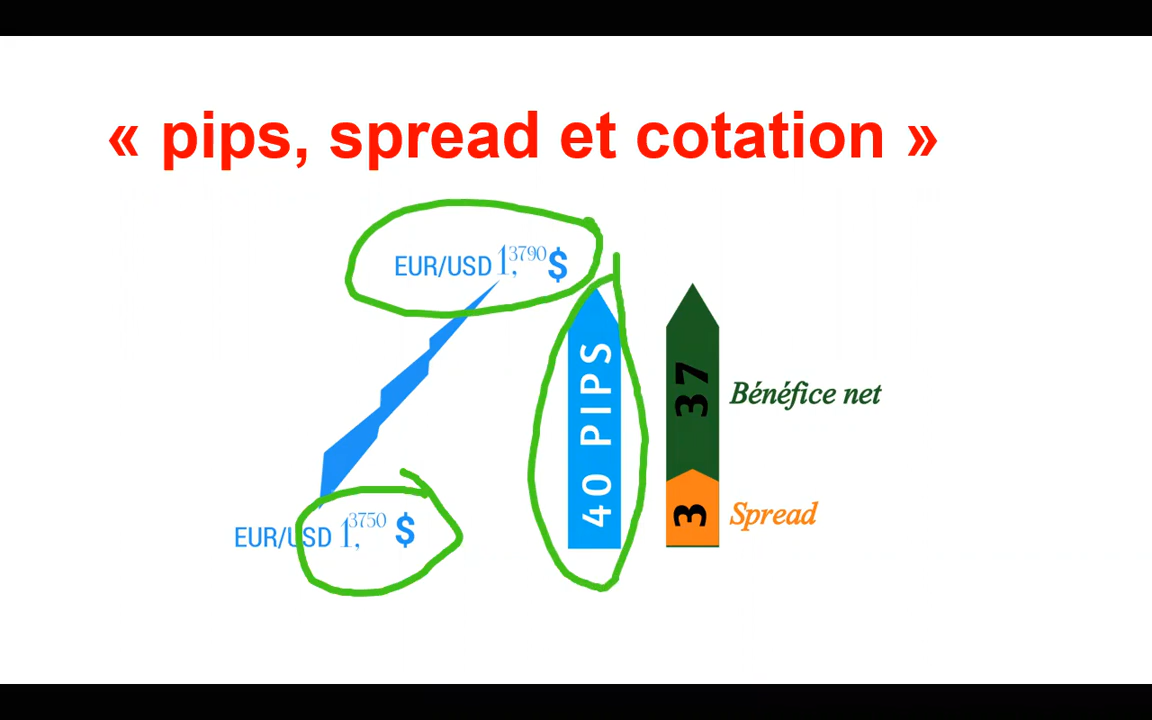 « pips, spread et cotation »
EUR/USD 1,3790 $
40 PIPS
37
Bénéfice net
3
Spread
EUR/USD 1,3750 $